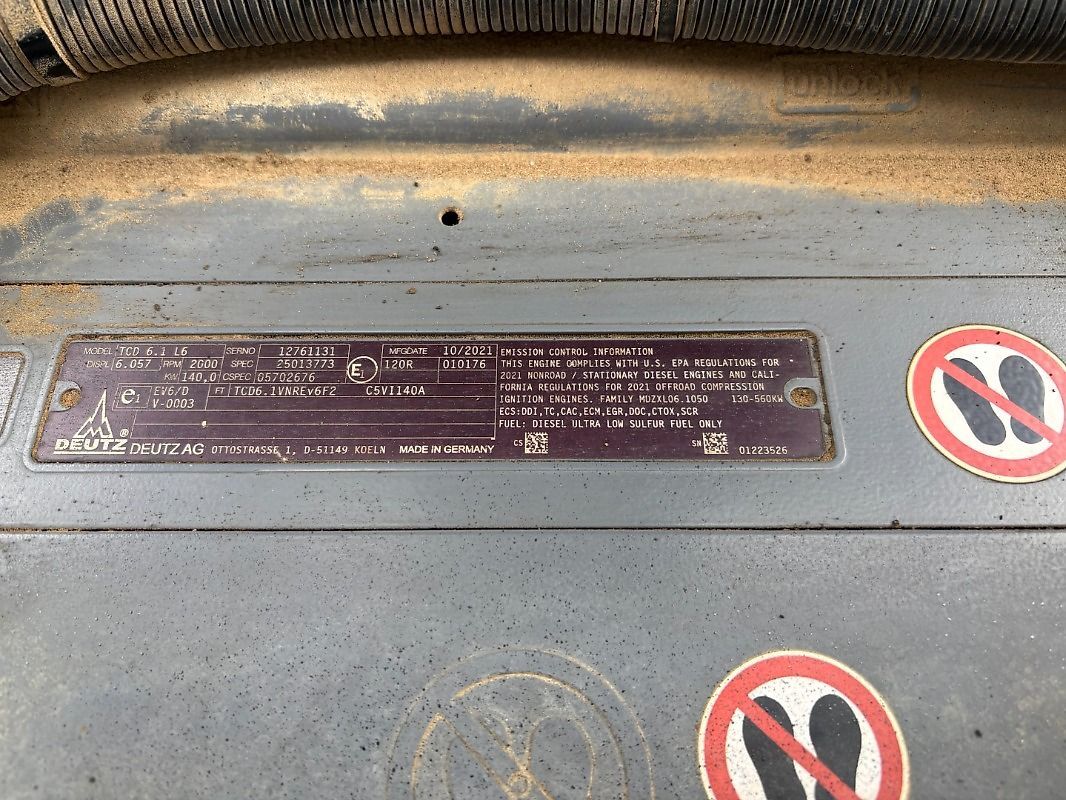 unlock
MODEL TCD 6.1 L6 SERNO 12761131 MFGDATE 10/2021
DISPL 6.057 RPM 2000 SPEC 25013773 E1 120R 010176
KW 140,0 CSPEC 05702676
e1 EV6/D FT TCD6.1VNREv6F2 C5VI140A
V-0003
DEUTZ ® DEUTZ AG OTTOSTRASSE 1, D-51149 KOELN MADE IN GERMANY
EMISSION CONTROL INFORMATION
THIS ENGINE COMPLIES WITH U.S. EPA REGULATIONS FOR
2021 NONROAD / STATIONARY DIESEL ENGINES AND CALI-
FORNIA REGULATIONS FOR 2021 OFFROAD COMPRESSION
IGNITION ENGINES. FAMILY MUZXL06.1050 130-560KW
ECS:DDI,TC,CAC,ECM,EGR,DOC,CTOX,SCR
FUEL: DIESEL ULTRA LOW SULFUR FUEL ONLY
CS SN 01223526